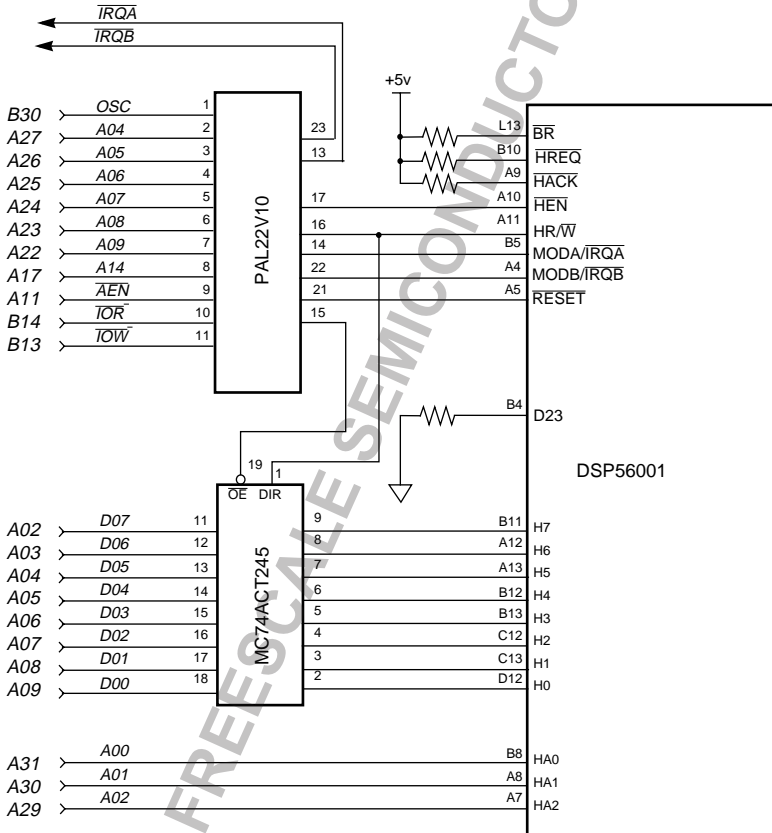 IRQA
IRQB
B30 OSC 1
A27 A04 2
A26 A05 3
A25 A06 4
A24 A07 5
A23 A08 6
A22 A09 7
A17 A14 8
A11 AEN 9
B14 IOR 10
B13 IOW 11
PAL22V10
23
13
17
16
14
22
21
15
+5v
L13 BR
B10 HREQ
A9 HACK
A10 HEN
A11 HR/W
B5 MODA/IRQA
A4 MODB/IRQB
A5 RESET
B4 D23
DSP56001
19 1
OE DIR
MC74ACT245
A02 D07 11
A03 D06 12
A04 D05 13
A05 D04 14
A06 D03 15
A07 D02 16
A08 D01 17
A09 D00 18
9 B11 H7
8 A12 H6
7 A13 H5
6 B12 H4
5 B13 H3
4 C12 H2
3 C13 H1
2 D12 H0
A31 A00 B8 HA0
A30 A01 A8 HA1
A29 A02 A7 HA2
FREESCALE SEMICONDUCTO